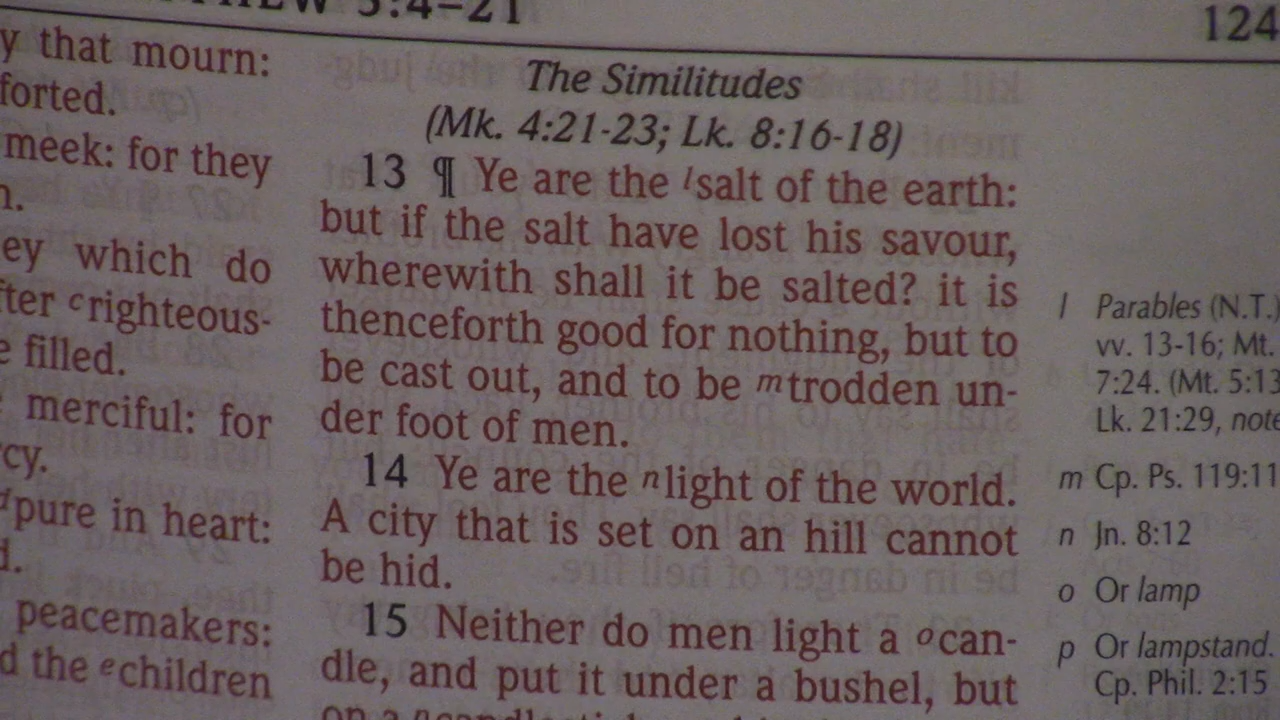 5:4–21
124
y that mourn:
forted.
meek: for they
n.
ey which do
fter c righteous-
e filled.
merciful: for
cy.
d pure in heart:
d.
peacemakers:
d the e children
The Similitudes
(Mk. 4:21-23; Lk. 8:16-18)
13 ¶ Ye are the l salt of the earth:
but if the salt have lost his savour,
wherewith shall it be salted? it is
thenceforth good for nothing, but to
be cast out, and to be m trodden un-
der foot of men.
14 Ye are the n light of the world.
A city that is set on an hill cannot
be hid.
15 Neither do men light a o can-
dle, and put it under a bushel, but
l Parables (N.T.)
vv. 13-16; Mt.
7:24. (Mt. 5:13
Lk. 21:29, note
m Cp. Ps. 119:11
n Jn. 8:12
o Or lamp
p Or lampstand.
Cp. Phil. 2:15